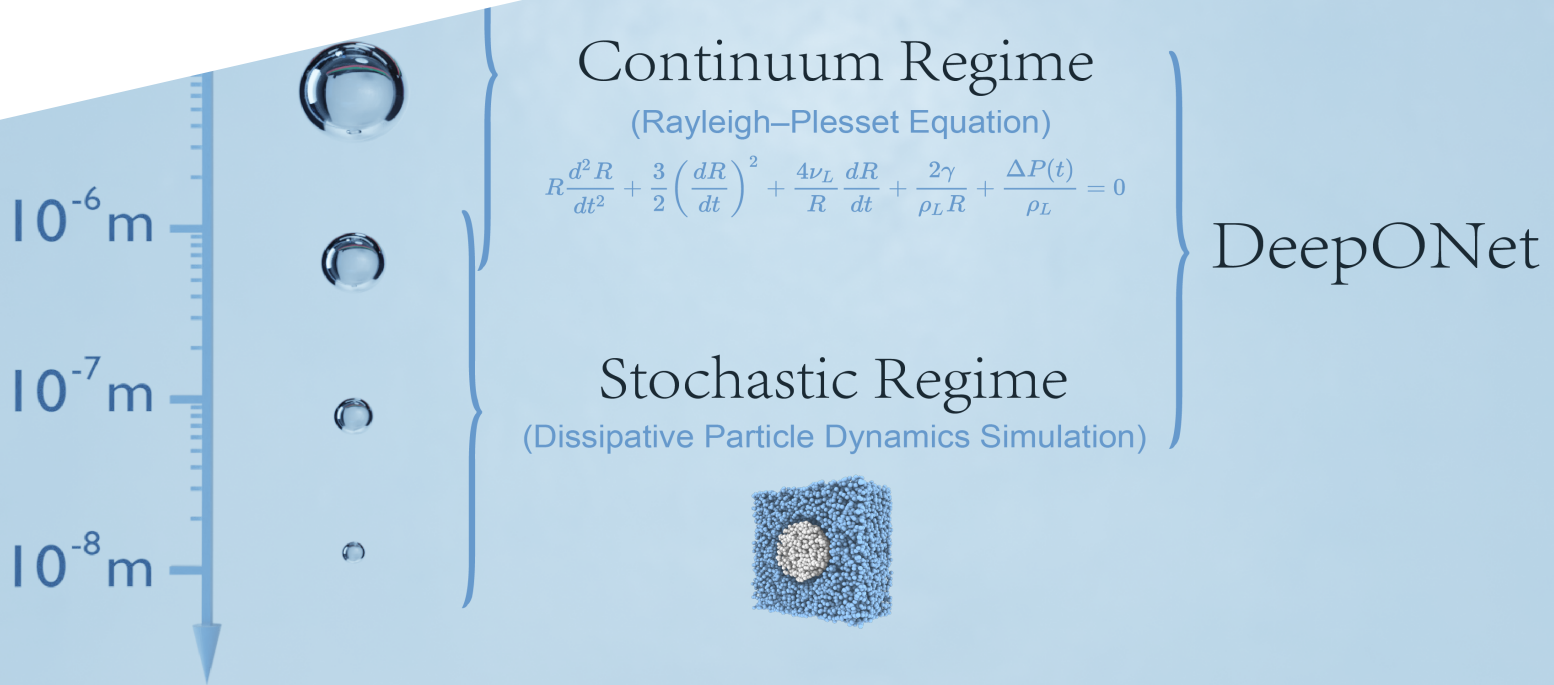 Continuum Regime
(Rayleigh–Plesset Equation)
R d²R/dt² + 3/2 (dR/dt)² + 4ν_L/R dR/dt + 2γ/ρ_L R + ΔP(t)/ρ_L = 0
10⁻⁶m
DeepONet
10⁻⁷m
Stochastic Regime
(Dissipative Particle Dynamics Simulation)
10⁻⁸m